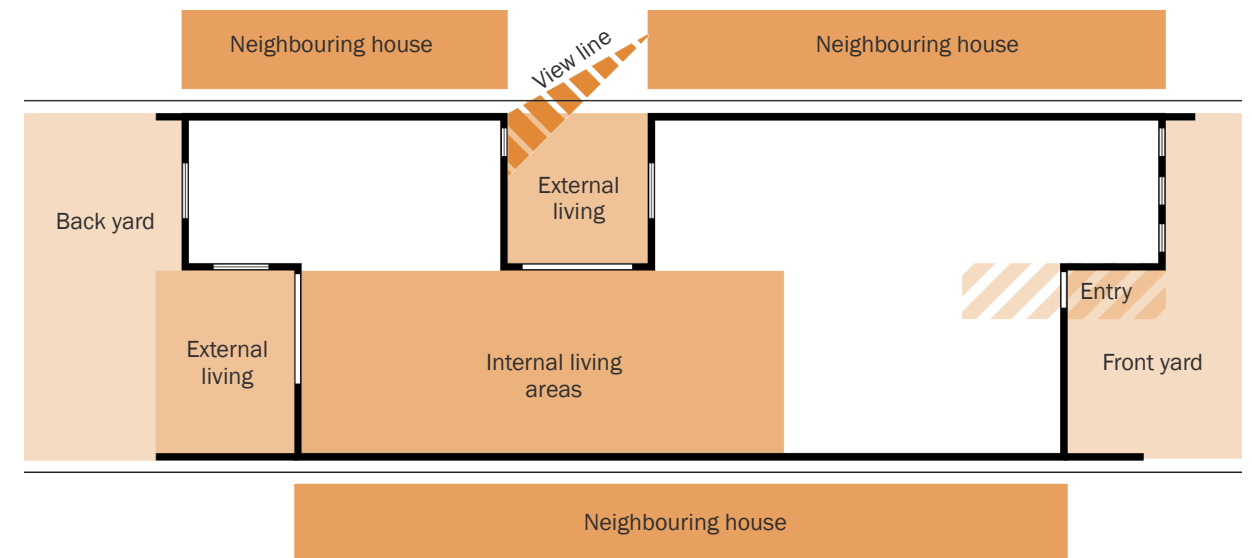 Neighbouring house
View line
Neighbouring house
External
living
Back yard
Entry
External
living
Internal living
areas
Front yard
Neighbouring house